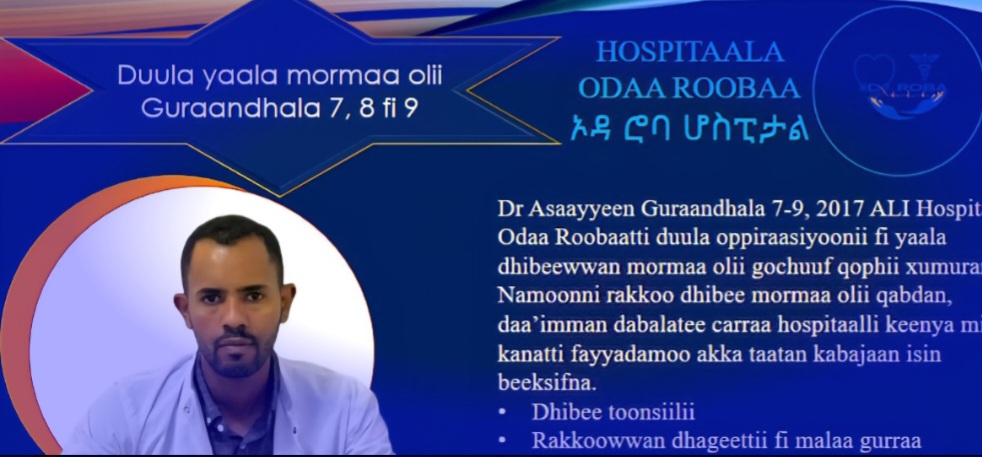 Duula yaala mormaa olii
Guraandhala 7, 8 fi 9
HOSPITAALA
ODAA ROOBAA
ኦዳ ሮባ ሆስፒታል
ROBA
Dr Asaayyeen Guraandhala 7-9, 2017 ALI
Odaa Roobaatti duula oppiraasiyoonii fi yaala
dhibeewwan mormaa olii gochuuf qophii
Namoonni rakkoo dhibee mormaa olii qabdan,
daa'imman dabalatee carraa hospitaalli keenya
kanatti fayyadamoo akka taatan kabajaan isin
beeksifna.
• Dhibee toonsiilii
• Rakkoowwan dhageettii fi malaa gurraa